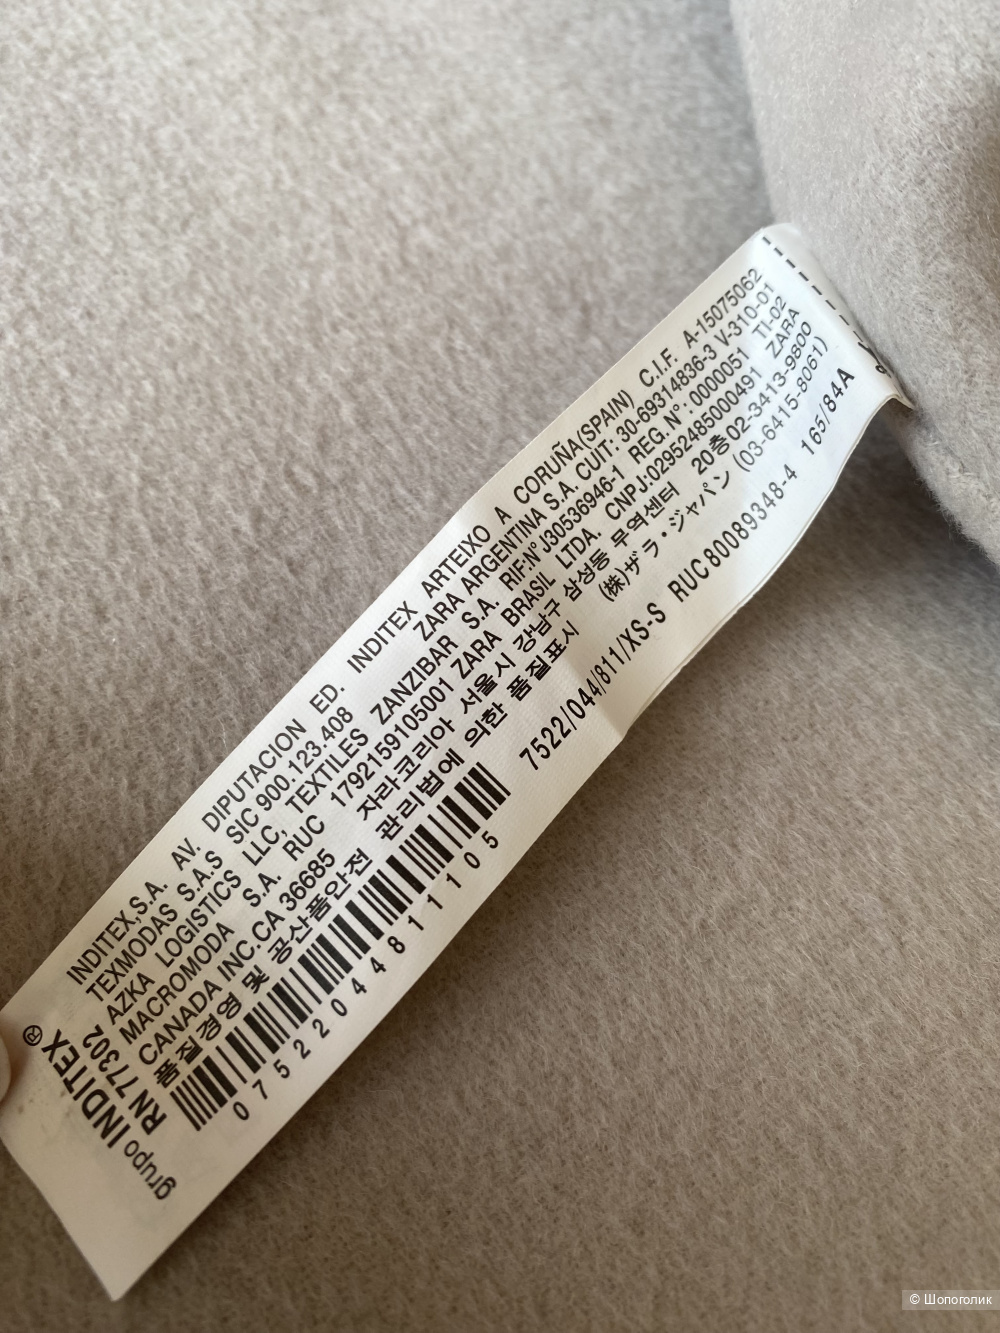 grupo INDITEX®
RN 77302
INDITEX,S.A. AV. DIPUTACION ED. INDITEX ARTEIXO A CORUÑA(SPAIN) C.I.F. A-15075062
TEXMODAS S.A.S SIC 900.123.408 ZARA ARGENTINA S.A. CUIT: 30-69314836-3 V-310-01
AZKA LOGISTICS LLC, TEXTILES ZANZIBAR S.A. RIF:Nº J30536946-1 REG.Nº: 0000051 TI-02
MACROMODA S.A. RUC 1792159105001 ZARA BRASIL LTDA. CNPJ:02952485000491 ZARA
CANADA INC.CA 36685 자라코리아 서울시 강남구 삼성동 무역센터 20층02-3413-9800
품질경영 및 공산품안전 관리법에 의한 품질표시 (株)ザラ・ジャパン (03-6415-8061)
7522/044/811/XS-S RUC80089348-4 165/84A
07522044811105
© Шопоголик